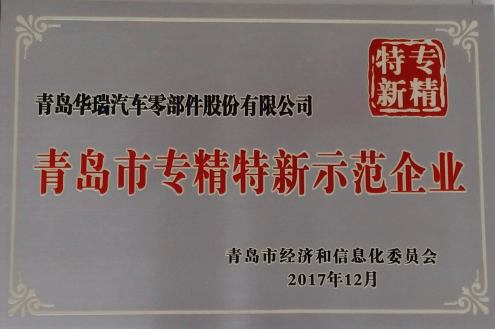 专精
特新
青岛华瑞汽车零部件股份有限公司
青岛市专精特新示范企业
青岛市经济和信息化委员会
2017年12月